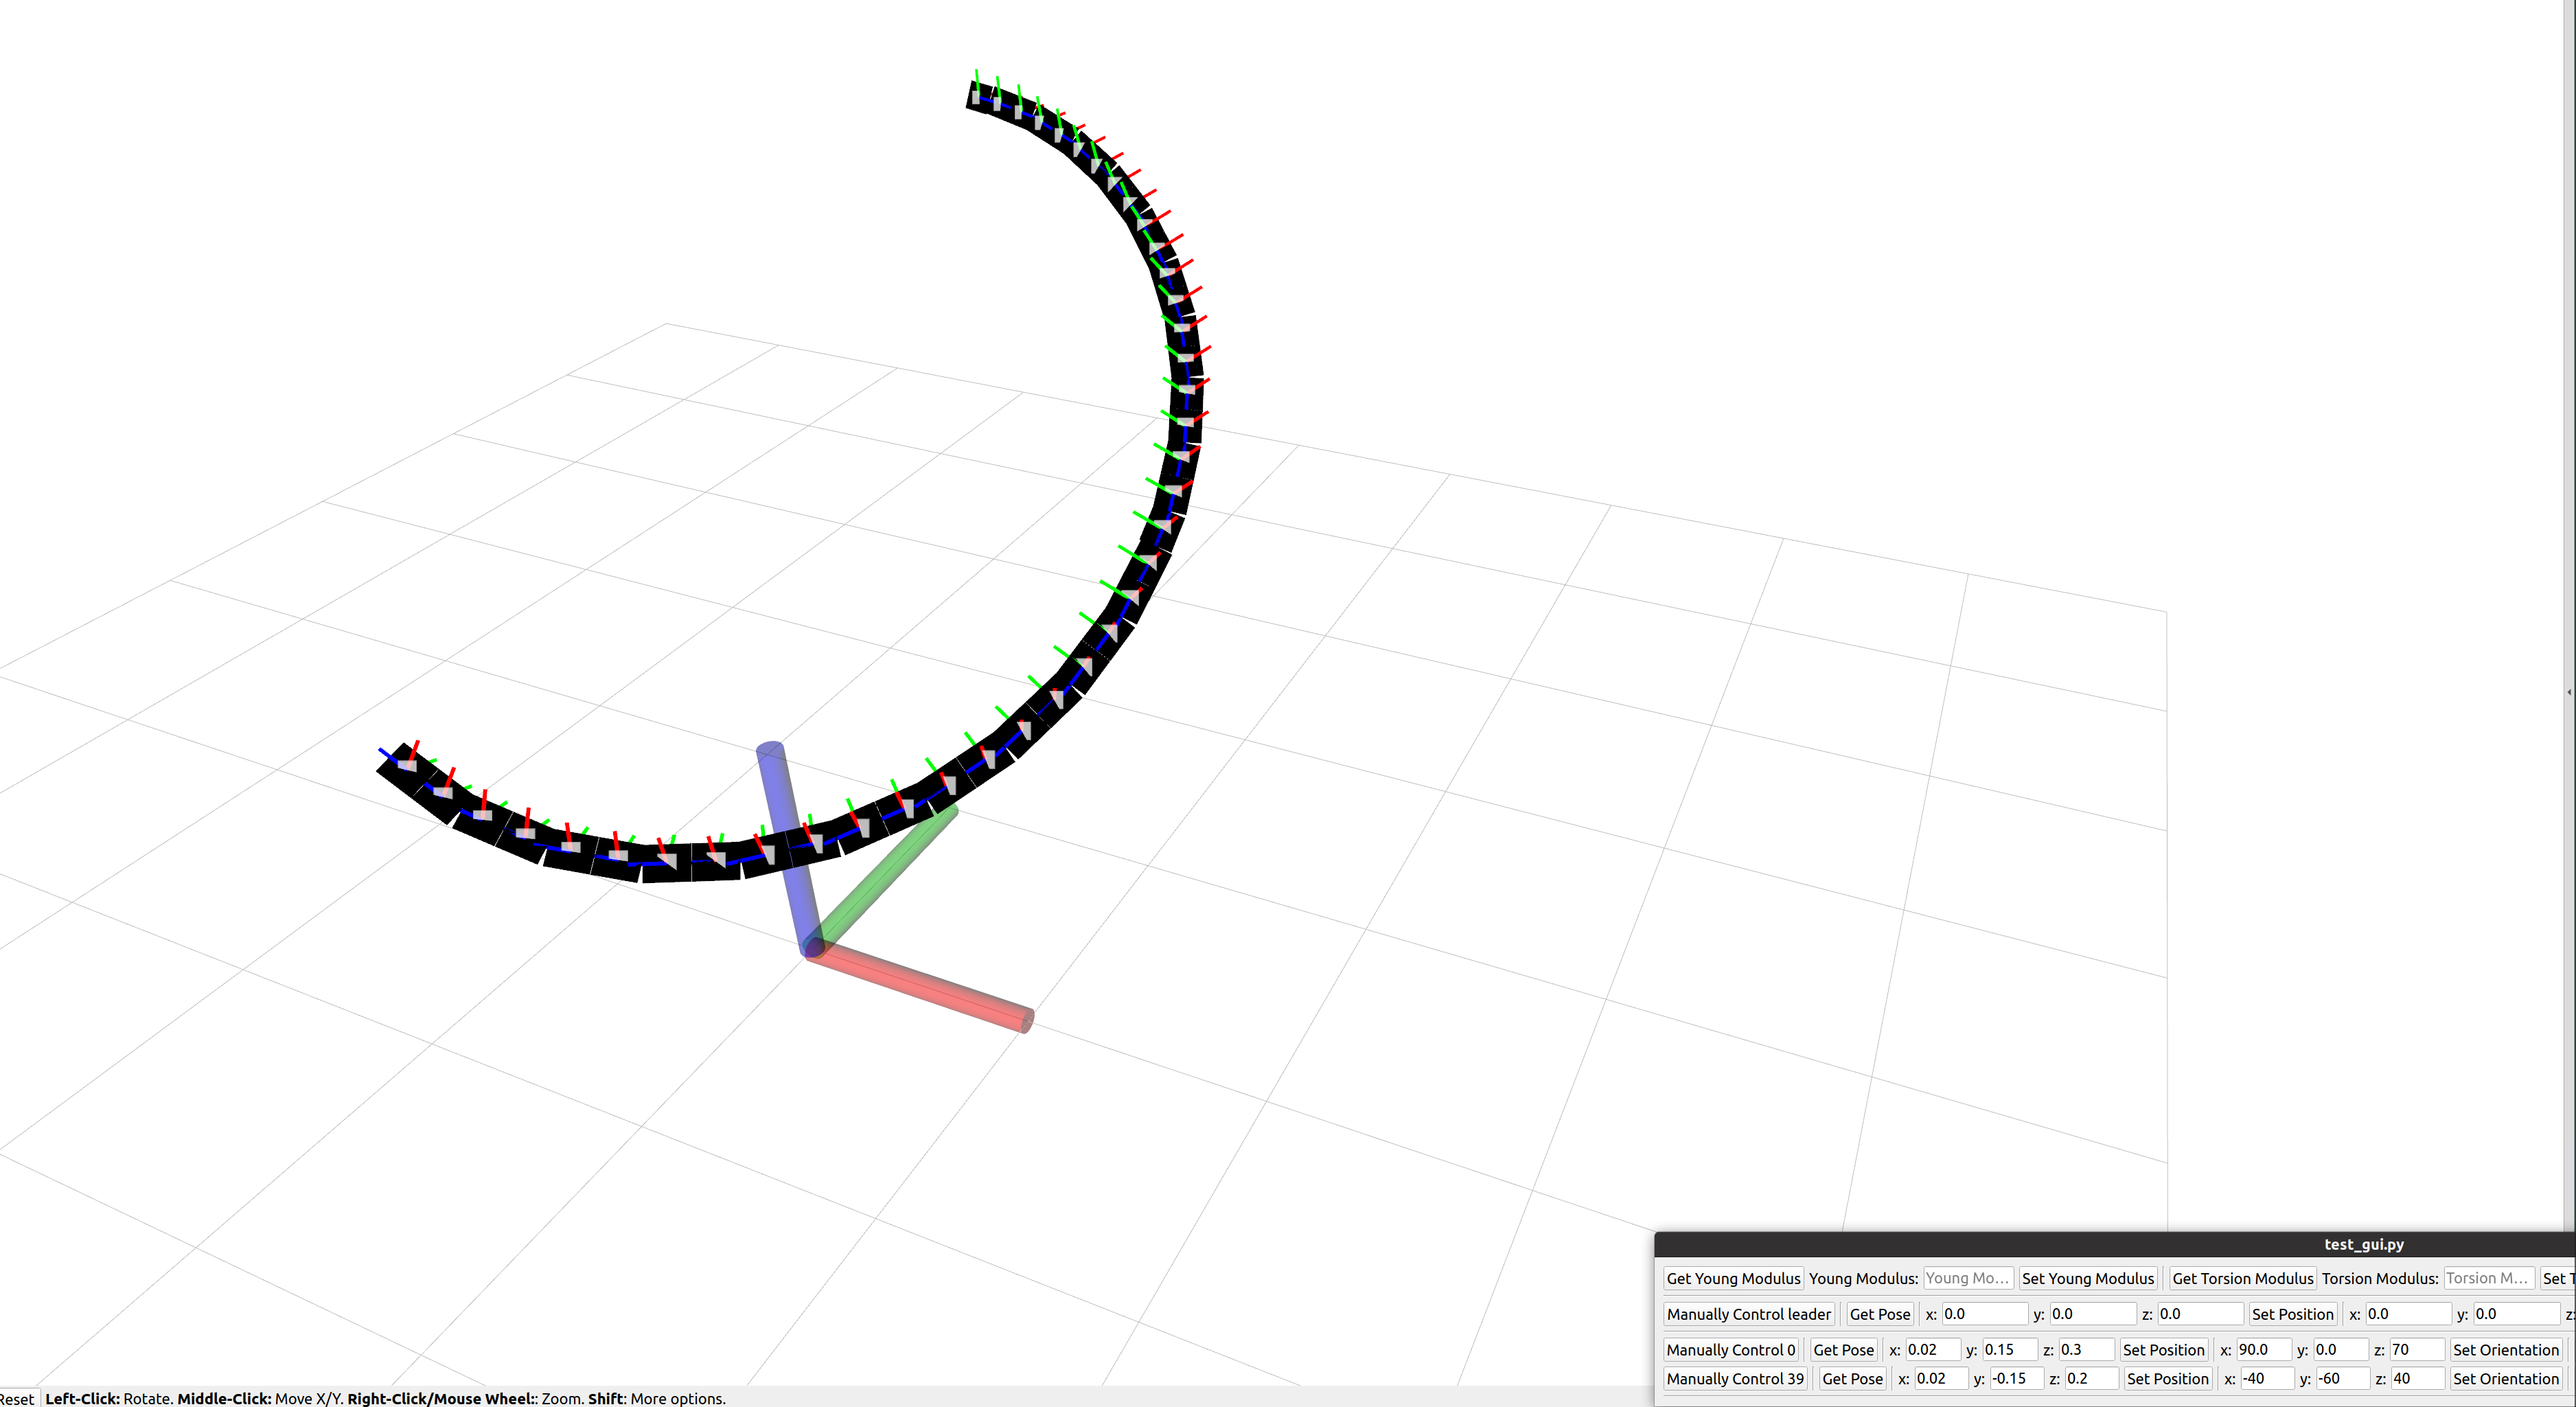 test_gui.py
Get Young Modulus Young Modulus: Young Mo... Set Young Modulus Get Torsion Modulus Torsion Modulus: Torsion M... Set T
Manually Control leader Get Pose x: 0.0 y: 0.0 z: 0.0 Set Position x: 0.0 y: 0.0 z:
Manually Control 0 Get Pose x: 0.02 y: 0.15 z: 0.3 Set Position x: 90.0 y: 0.0 z: 70 Set Orientation
Manually Control 39 Get Pose x: 0.02 y: -0.15 z: 0.2 Set Position x: -40 y: -60 z: 40 Set Orientation
Reset Left-Click: Rotate. Middle-Click: Move X/Y. Right-Click/Mouse Wheel:: Zoom. Shift: More options.